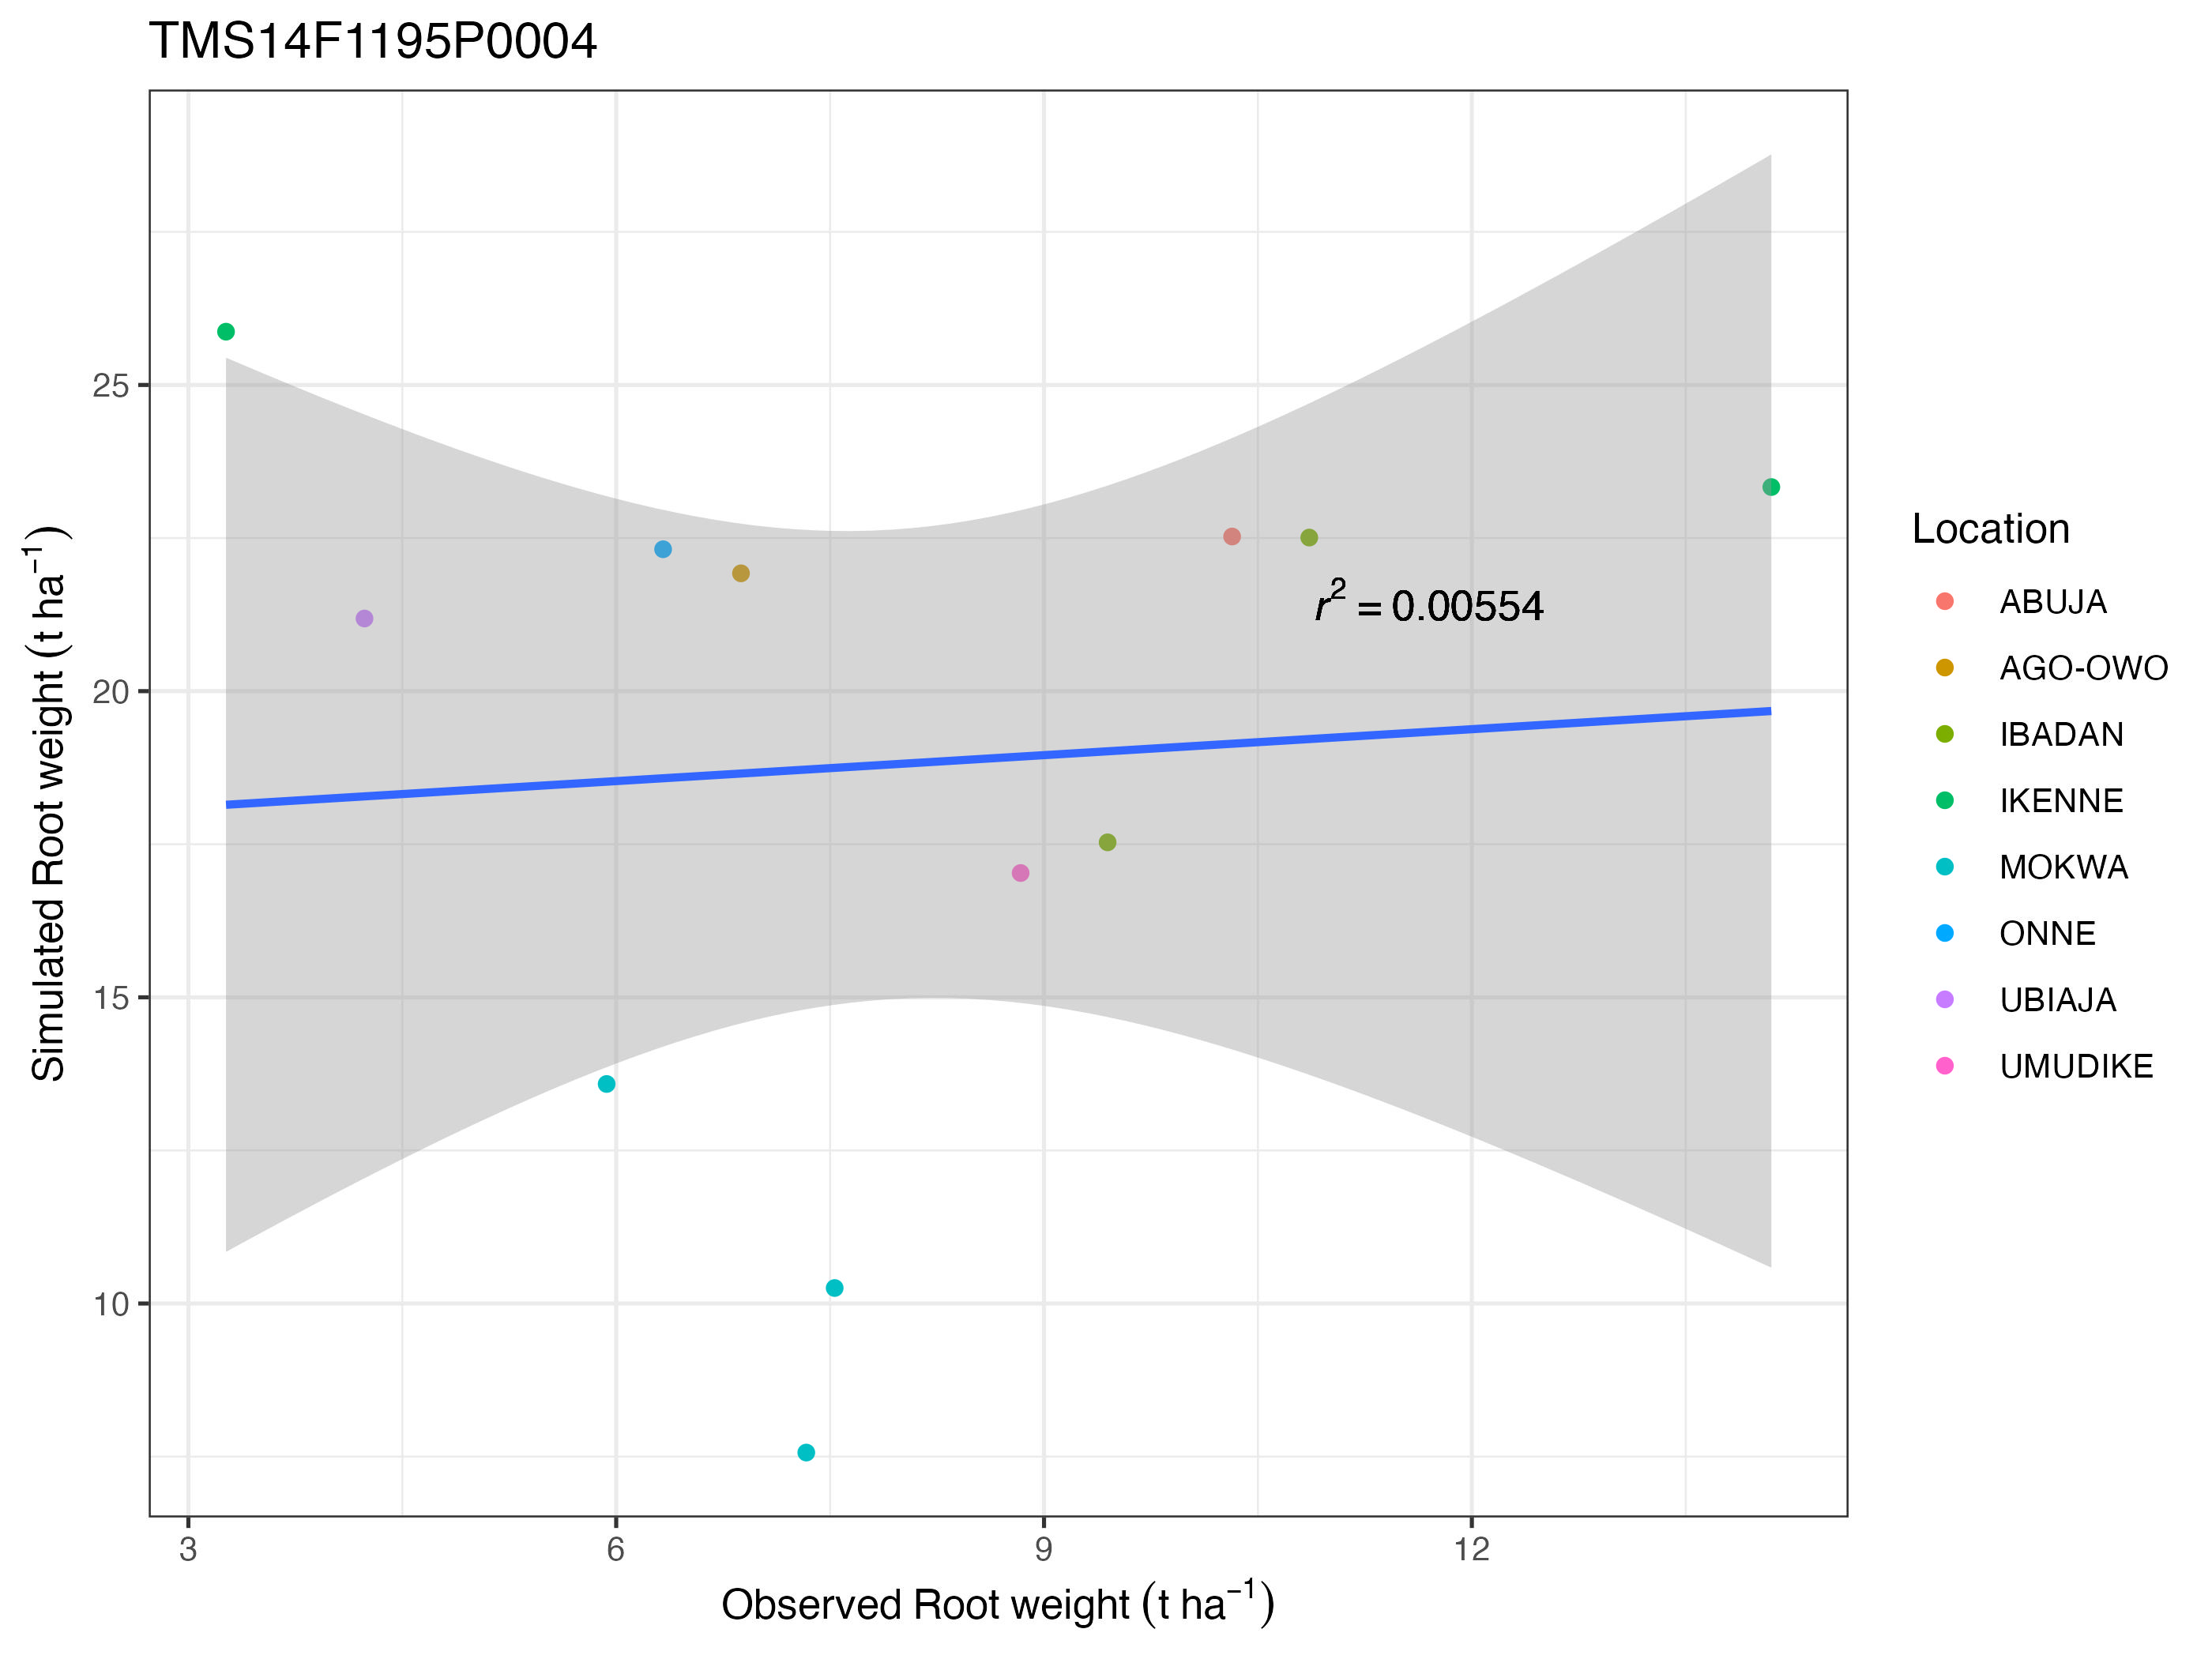 TMS14F1195P0004
Simulated Root weight (t ha⁻¹)
25
20
15
10
r² = 0.00554
3 6 9 12
Observed Root weight (t ha⁻¹)
Location
ABUJA
AGO-OWO
IBADAN
IKENNE
MOKWA
ONNE
UBIAJA
UMUDIKE